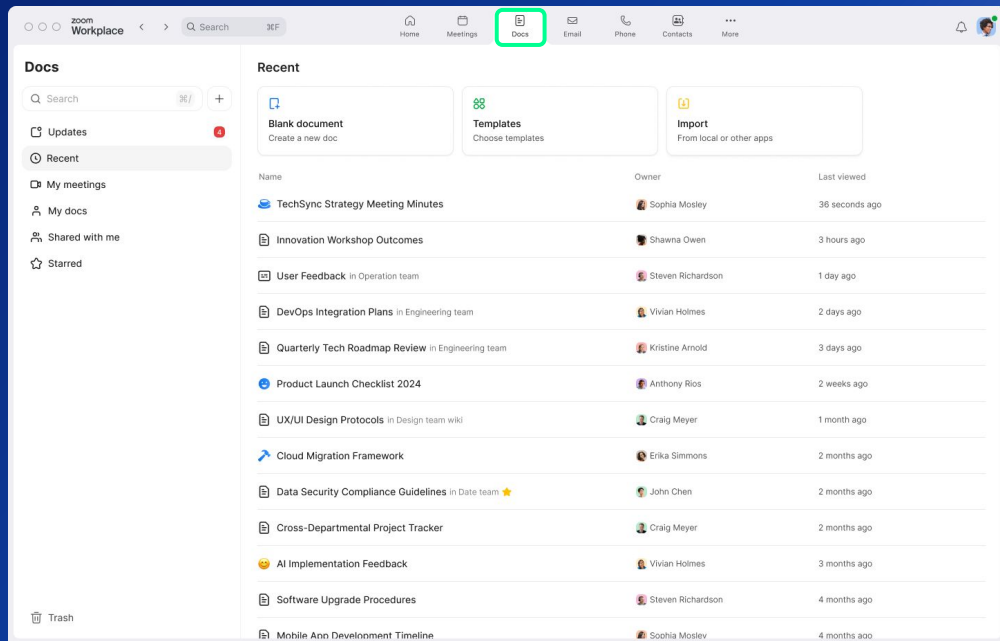 zoom
Workplace
Search ⌘F
Home
Meetings
Docs
Email
Phone
Contacts
More
Docs
Search ⌘/
Updates 4
Recent
My meetings
My docs
Shared with me
Starred
Trash
Recent
Blank document
Create a new doc
Templates
Choose templates
Import
From local or other apps
Name Owner Last viewed
TechSync Strategy Meeting Minutes Sophia Mosley 36 seconds ago
Innovation Workshop Outcomes Shawna Owen 3 hours ago
User Feedback in Operation team Steven Richardson 1 day ago
DevOps Integration Plans in Engineering team Vivian Holmes 2 days ago
Quarterly Tech Roadmap Review in Engineering team Kristine Arnold 3 days ago
Product Launch Checklist 2024 Anthony Rios 2 weeks ago
UX/UI Design Protocols in Design team wiki Craig Meyer 1 month ago
Cloud Migration Framework Erika Simmons 2 months ago
Data Security Compliance Guidelines in Date team John Chen 2 months ago
Cross-Departmental Project Tracker Craig Meyer 2 months ago
AI Implementation Feedback Vivian Holmes 3 months ago
Software Upgrade Procedures Steven Richardson 4 months ago
Mobile App Development Timeline Sophia Mosley 4 months ago